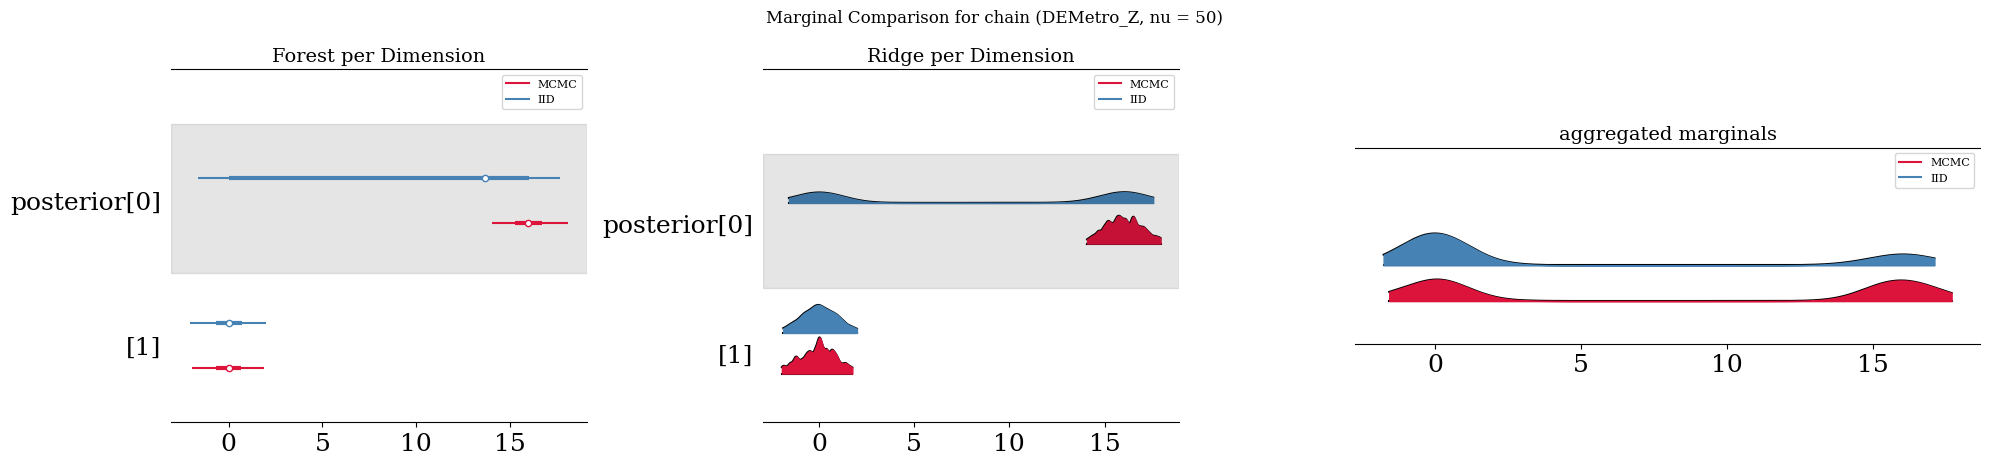 Marginal Comparison for chain (DEMetro_Z, nu = 50)
Forest per Dimension
MCMC
IID
posterior[0]
[1]
0 5 10 15
Ridge per Dimension
MCMC
IID
posterior[0]
[1]
0 5 10 15
aggregated marginals
MCMC
IID
0 5 10 15